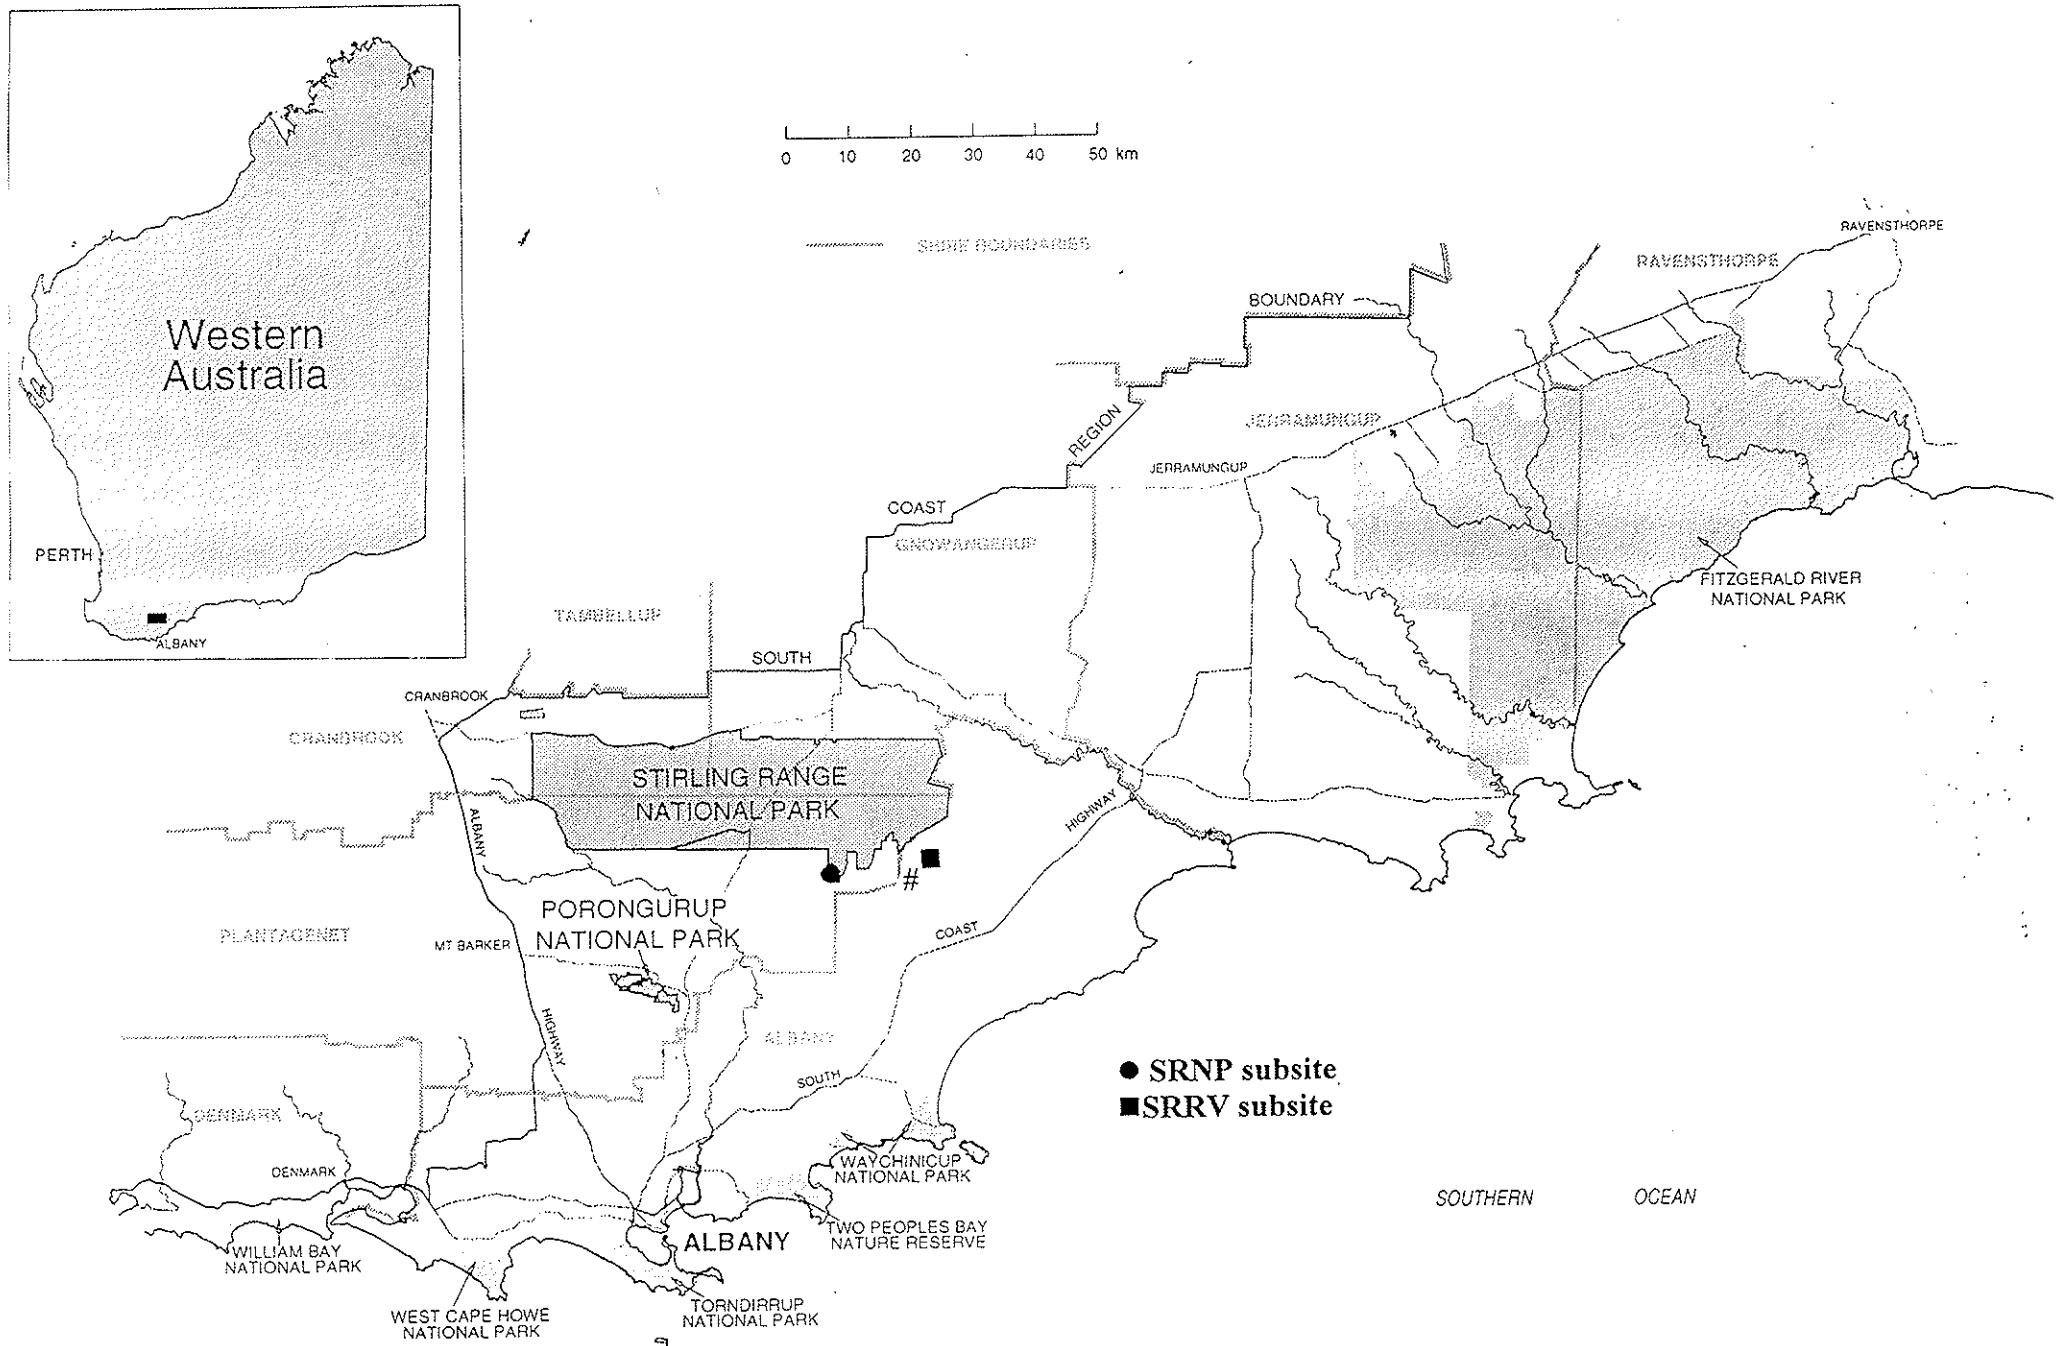 Western
Australia
PERTH
ALBANY
0 10 20 30 40 50 km
SHIRE BOUNDARIES
RAVENSTHORPE
RAVENSTHORPE
BOUNDARY
REGION
JERRAMUNGUP
JERRAMUNGUP
COAST
GNOWANGERUP
FITZGERALD RIVER
NATIONAL PARK
TAMBELLUP
SOUTH
CRANBROOK
CRANBROOK
STIRLING RANGE
NATIONAL PARK
ALBANY
HIGHWAY
#
PORONGURUP
NATIONAL PARK
PLANTAGENET
MT BARKER
COAST
HIGHWAY
ALBANY
SOUTH
● SRNP subsite
■ SRRV subsite
DENMARK
DENMARK
WAYCHINICUP
NATIONAL PARK
SOUTHERN OCEAN
TWO PEOPLES BAY
NATURE RESERVE
ALBANY
WILLIAM BAY
NATIONAL PARK
TORNDIRRUP
NATIONAL PARK
WEST CAPE HOWE
NATIONAL PARK